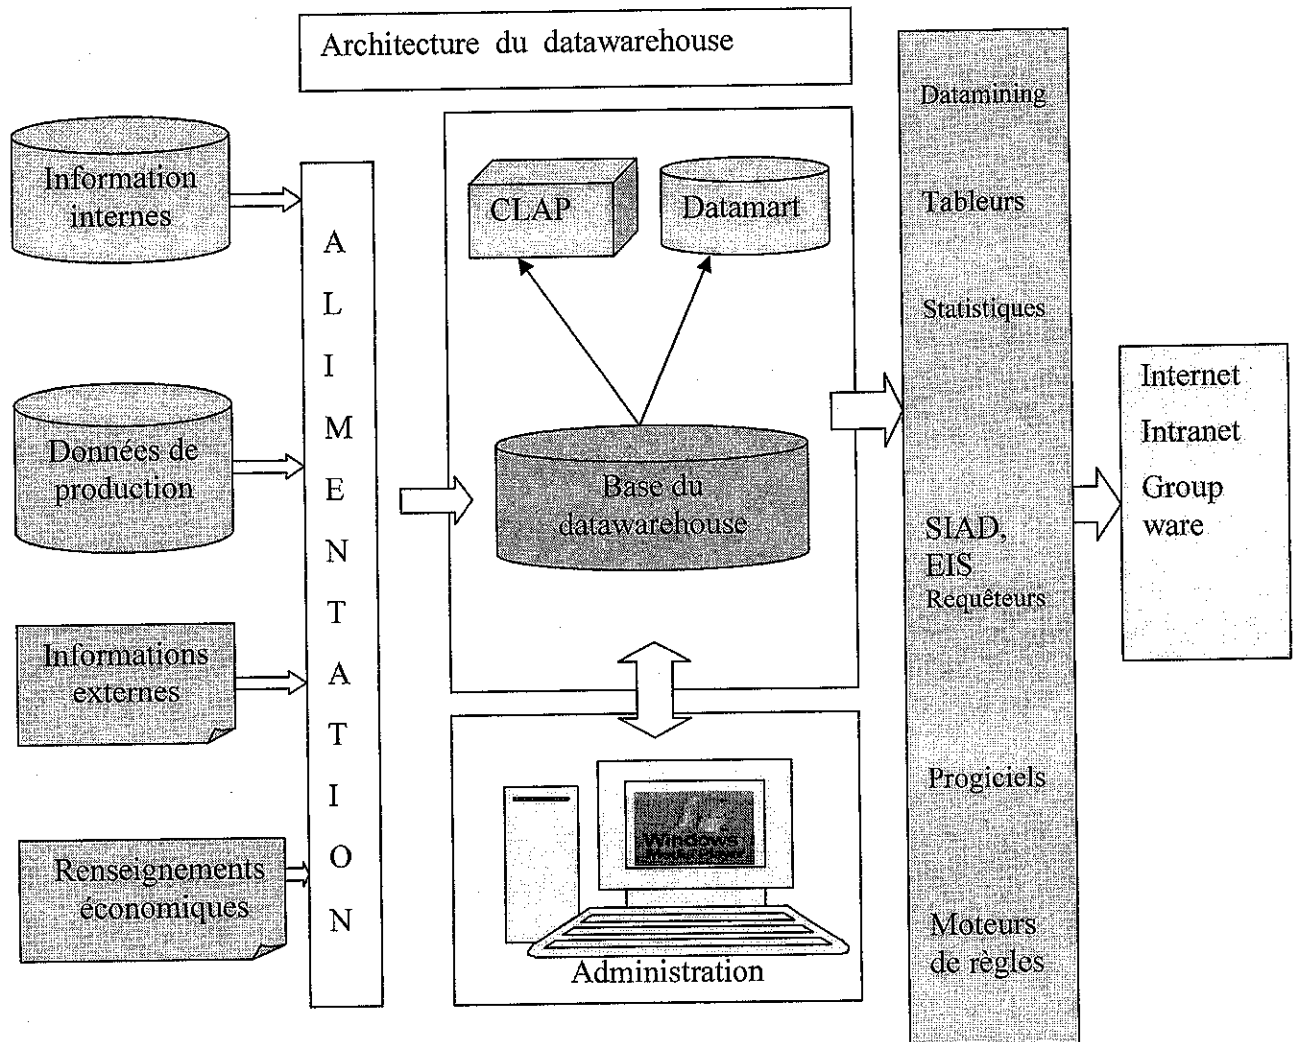 Architecture du datawarehouse
Information
internes
Données de
production
Informations
externes
Renseignements
économiques
A
L
I
M
E
N
T
A
T
I
O
N
CLAP
Datamart
Base du
datawarehouse
Windows
Administration
Datamining
Tableurs
Statistiques
SIAD,
EIS
Requêteurs
Progiciels
Moteurs
de règles
Internet
Intranet
Group
ware